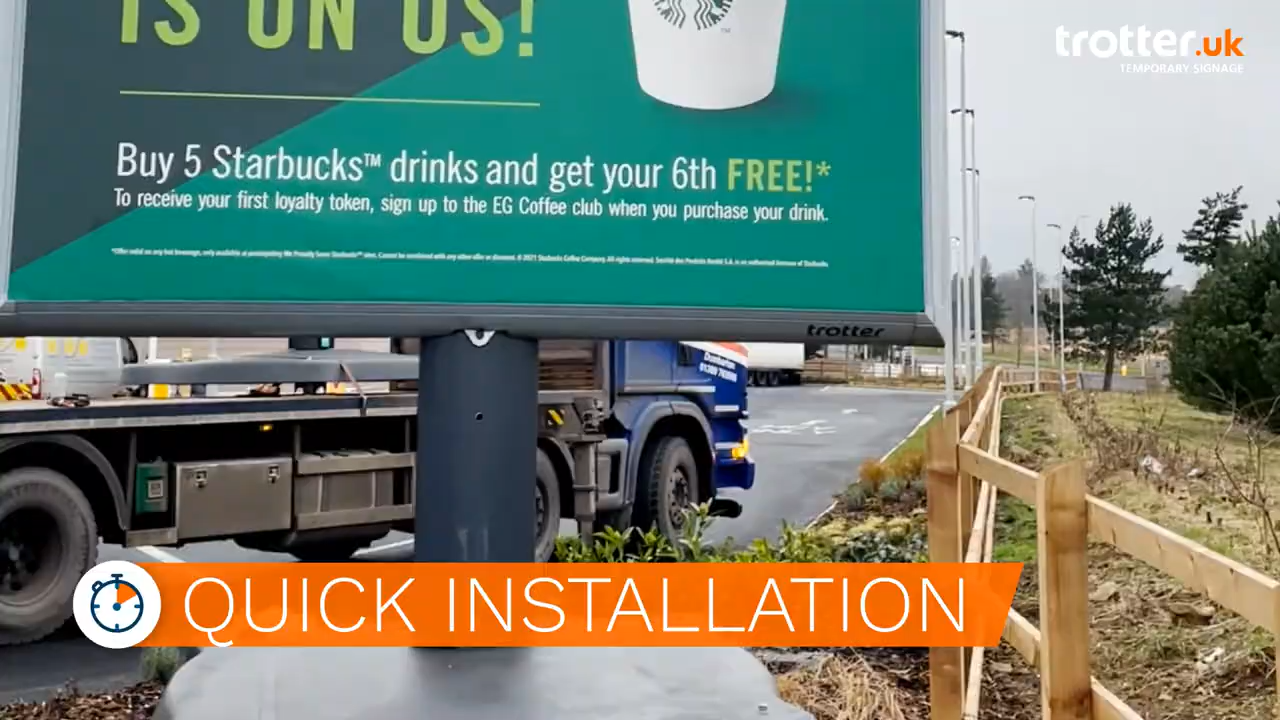 IS ON US!
trotter.uk
TEMPORARY SIGNAGE
Buy 5 Starbucks™ drinks and get your 6th FREE!*
To receive your first loyalty token, sign up to the EG Coffee club when you purchase your drink.
trotter
QUICK INSTALLATION